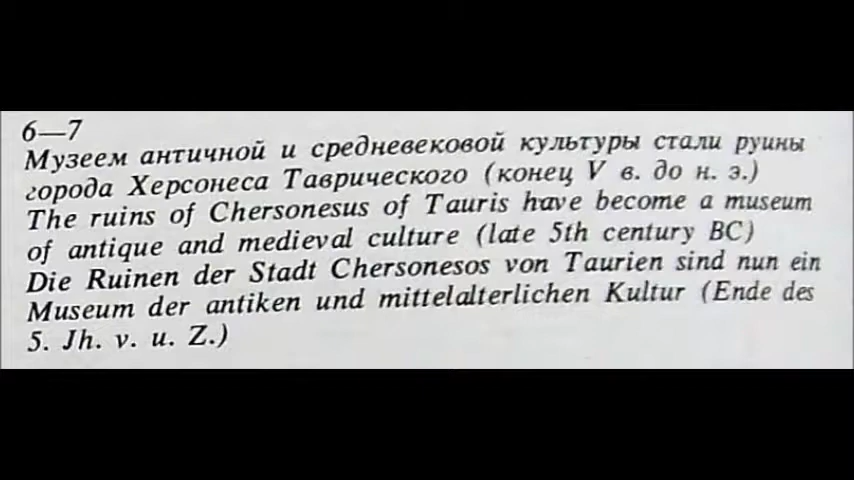 6—7
Музеем античной и средневековой культуры стали руины
города Херсонеса Таврического (конец V в. до н. э.)
The ruins of Chersonesus of Tauris have become a museum
of antique and medieval culture (late 5th century BC)
Die Ruinen der Stadt Chersonesos von Taurien sind nun ein
Museum der antiken und mittelalterlichen Kultur (Ende des
5. Jh. v. u. Z.)